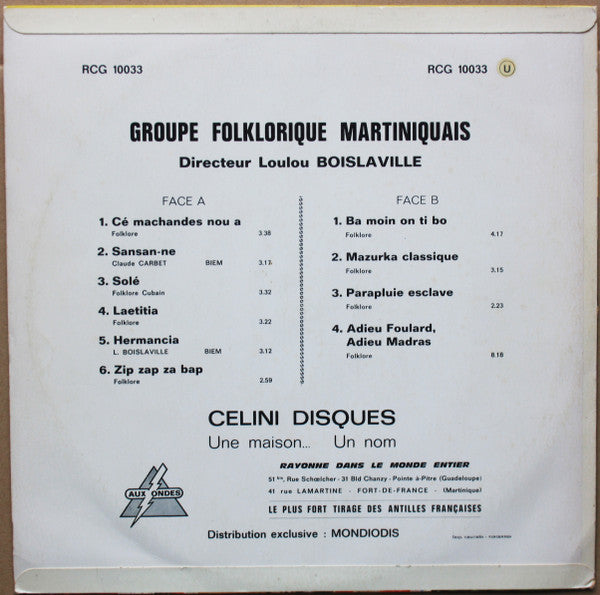 RCG 10033
RCG 10033 U
GROUPE FOLKLORIQUE MARTINIQUAIS
Directeur Loulou BOISLAVILLE
FACE A
1. Cé machandes nou a
Folklore 3.38
2. Sansan-ne
Claude CARBET BIEM 3.17
3. Solé
Folklore Cubain 3.32
4. Laetitia
Folklore 3.22
5. Hermancia
L. BOISLAVILLE BIEM 3.12
6. Zip zap za bap
Folklore 2.59
FACE B
1. Ba moin on ti bo
Folklore 4.17
2. Mazurka classique
Folklore 3.15
3. Parapluie esclave
Folklore 2.23
4. Adieu Foulard,
Adieu Madras
Folklore 8.18
CELINI DISQUES
Une maison... Un nom
RAYONNE DANS LE MONDE ENTIER
51 bis, Rue Schœlcher - 31 Bld Chanzy - Pointe à-Pitre (Guadeloupe)
41 rue LAMARTINE - FORT-DE-FRANCE - (Martinique)
LE PLUS FORT TIRAGE DES ANTILLES FRANÇAISES
AUX ONDES
Distribution exclusive : MONDIODIS